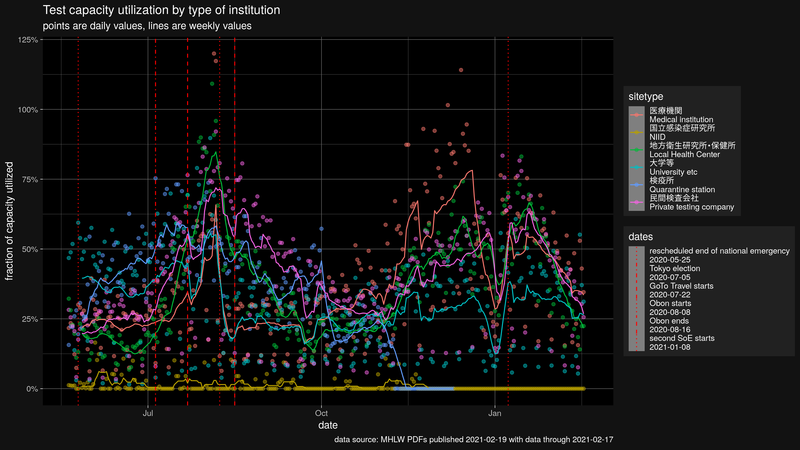 Test capacity utilization by type of institution
points are daily values, lines are weekly values
125%
100%
75%
50%
25%
0%
fraction of capacity utilized
Jul
Oct
Jan
date
sitetype
医療機関
Medical institution
国立感染症研究所
NIID
地方衛生研究所・保健所
Local Health Center
大学等
University etc
検疫所
Quarantine station
民間検査会社
Private testing company
dates
rescheduled end of national emergency
2020-05-25
Tokyo election
2020-07-05
GoTo Travel starts
2020-07-22
Obon starts
2020-08-08
Obon ends
2020-08-16
second SoE starts
2021-01-08
data source: MHLW PDFs published 2021-02-19 with data through 2021-02-17